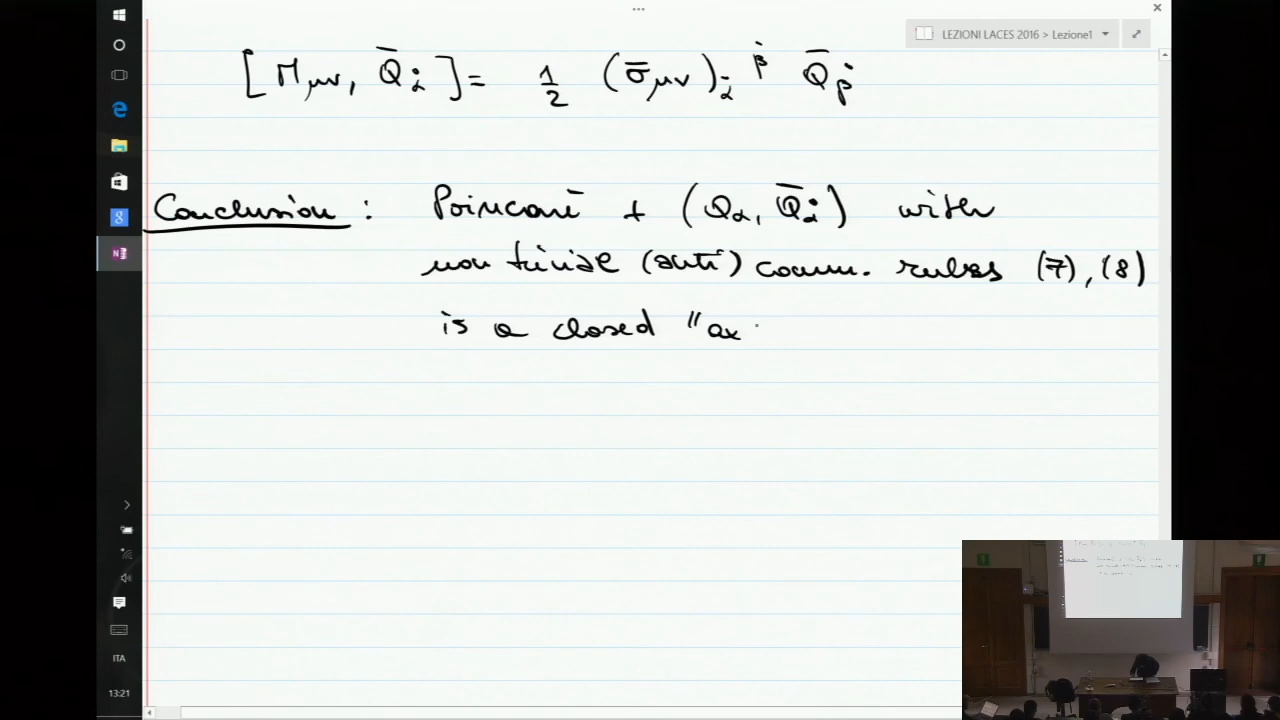 LEZIONI LACES 2016 > Lezione1
[M_{μν}, Q̄_{α̇}] = 1/2 (σ̄_{μν})_{α̇}^{β̇} Q̄_{β̇}
Conclusion : Poincaré + (Q_α, Q̄_{α̇}) with
non trivial (anti) comm. rules (7), (8)
is a closed "ax
ITA
13:21